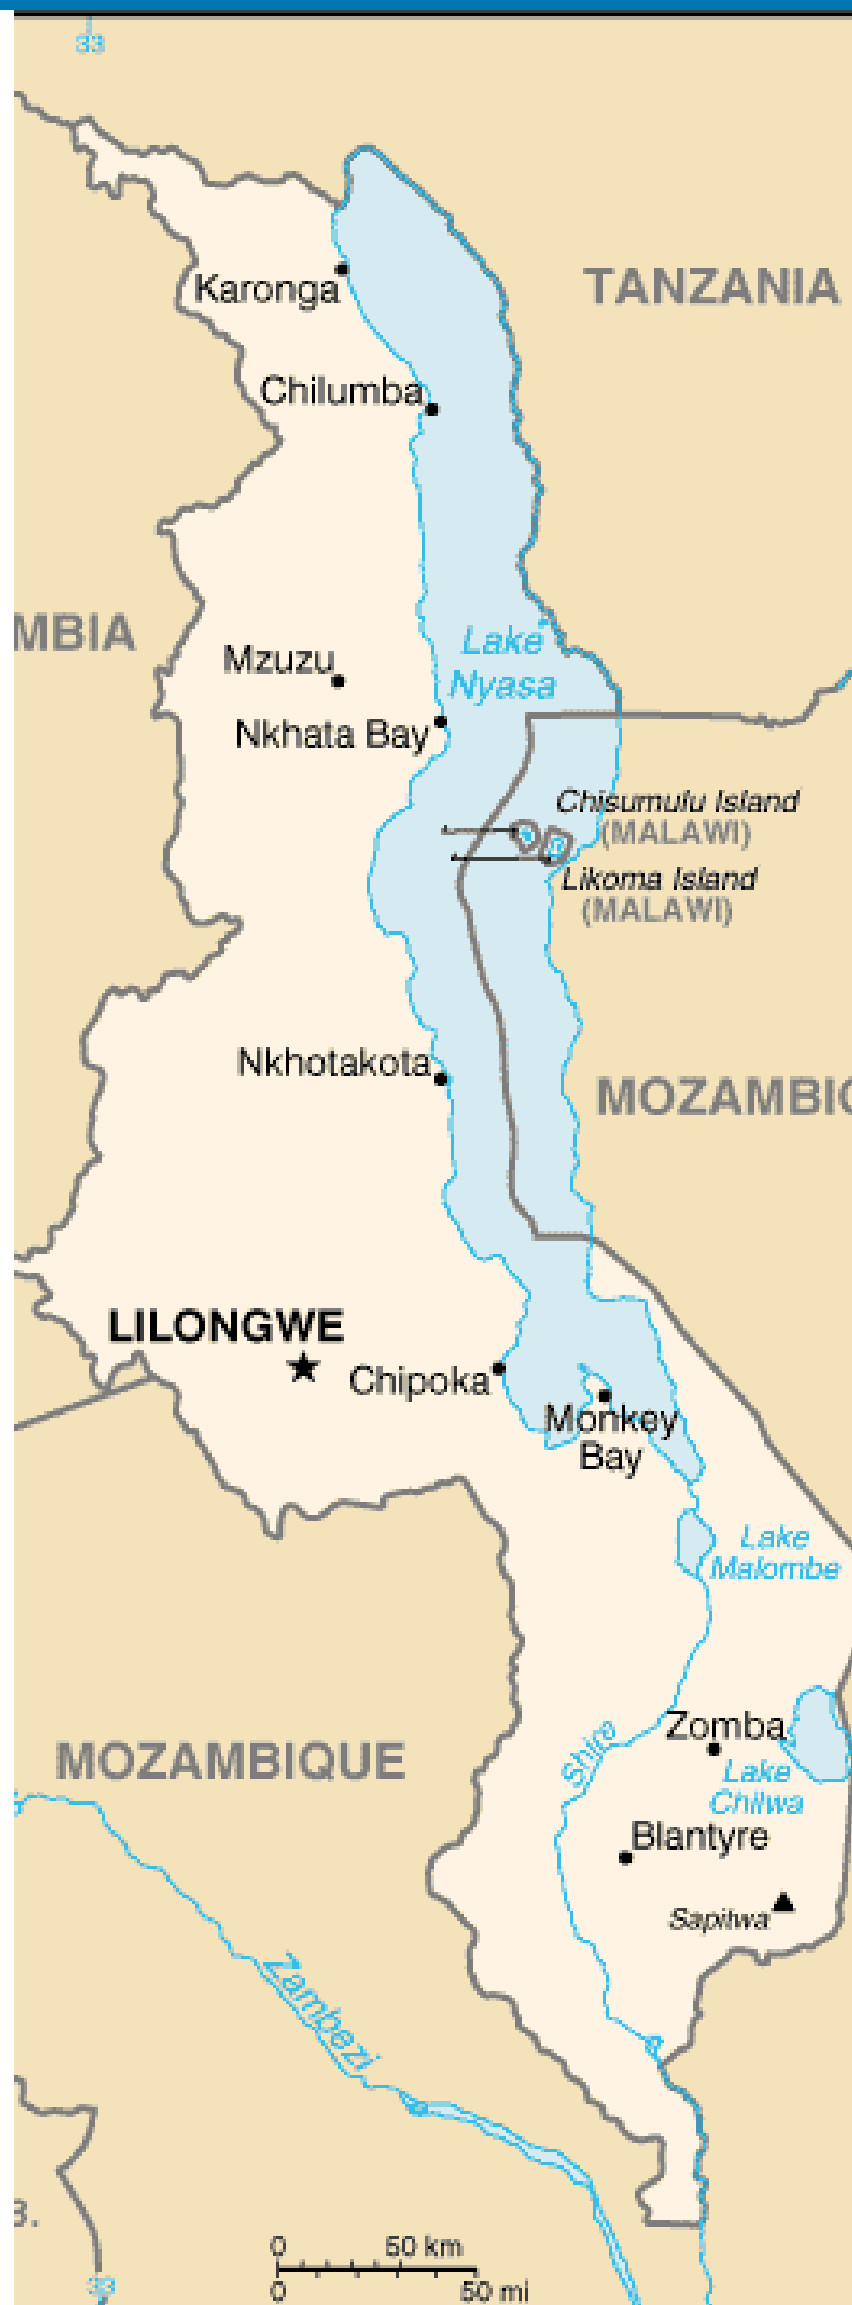 33
Karonga
TANZANIA
Chilumba
MBIA
Lake
Nyasa
Mzuzu
Nkhata Bay
Chisumulu Island
(MALAWI)
Likoma Island
(MALAWI)
Nkhotakota
MOZAMBIQ
LILONGWE
Chipoka
Monkey
Bay
Lake
Malombe
Zomba
Shire
MOZAMBIQUE
Lake
Chilwa
Blantyre
Sapitwa
Zambezi
B.
0 50 km
0 50 mi
33